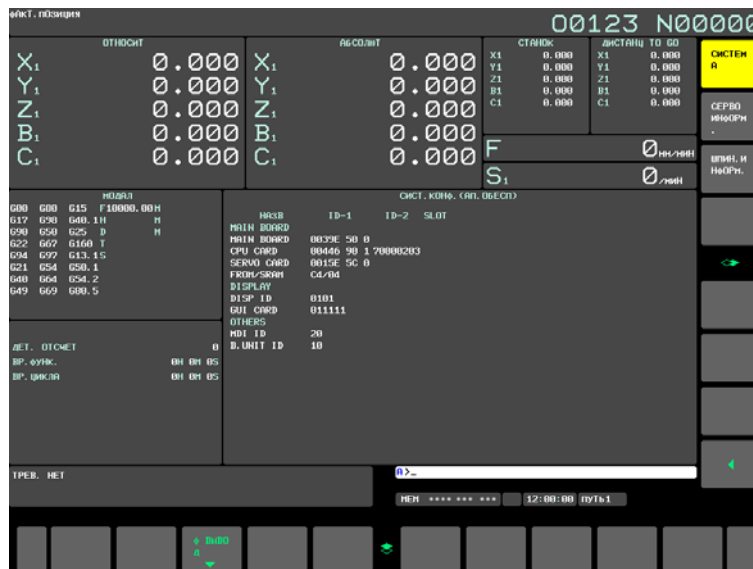 фАКТ. ПОЗИЦИЯ
O0123 N0000
ОТНОСИТ
X1 0.000
Y1 0.000
Z1 0.000
B1 0.000
C1 0.000
АБСОЛЮТ
X1 0.000
Y1 0.000
Z1 0.000
B1 0.000
C1 0.000
СТАНОК
X1 0.000
Y1 0.000
Z1 0.000
B1 0.000
C1 0.000
ДИСТАНЦ TO GO
X1 0.000
Y1 0.000
Z1 0.000
B1 0.000
C1 0.000
F 0 ММ/МИН
S1 0 /МИН
СИСТЕМ
А
СЕРВО
ИНФОРМ
.
ШПИН. И
НФОРМ.
МОДАЛ
G00 G80 G15 F10000.00 M
G17 G98 G40.1 H M
G90 G50 G25 D M
G22 G67 G160 T
G94 G97 G13.1 S
G21 G54 G50.1
G40 G64 G54.2
G49 G69 G80.5
ДЕТ. ОТСЧЕТ 0
ВР. ФУНК. 0H 0M 0S
ВР. ЦИКЛА 0H 0M 0S
СИСТ. КОНФ. (АП. ОБЕСП)
НАЗВ ID-1 ID-2 SLOT
MAIN BOARD
MAIN BOARD 0039E 50 0
CPU CARD 00446 90 1 70000203
SERVO CARD 0015E 5C 0
FROM/SRAM C4/04
DISPLAY
DISP ID 0101
GUI CARD 011111
OTHERS
MDI ID 20
B.UNIT ID 10
ТРЕВ. НЕТ
A>_
MEM **** *** ***
12:00:00
ПУТЬ1
ф ВЫВО
Д